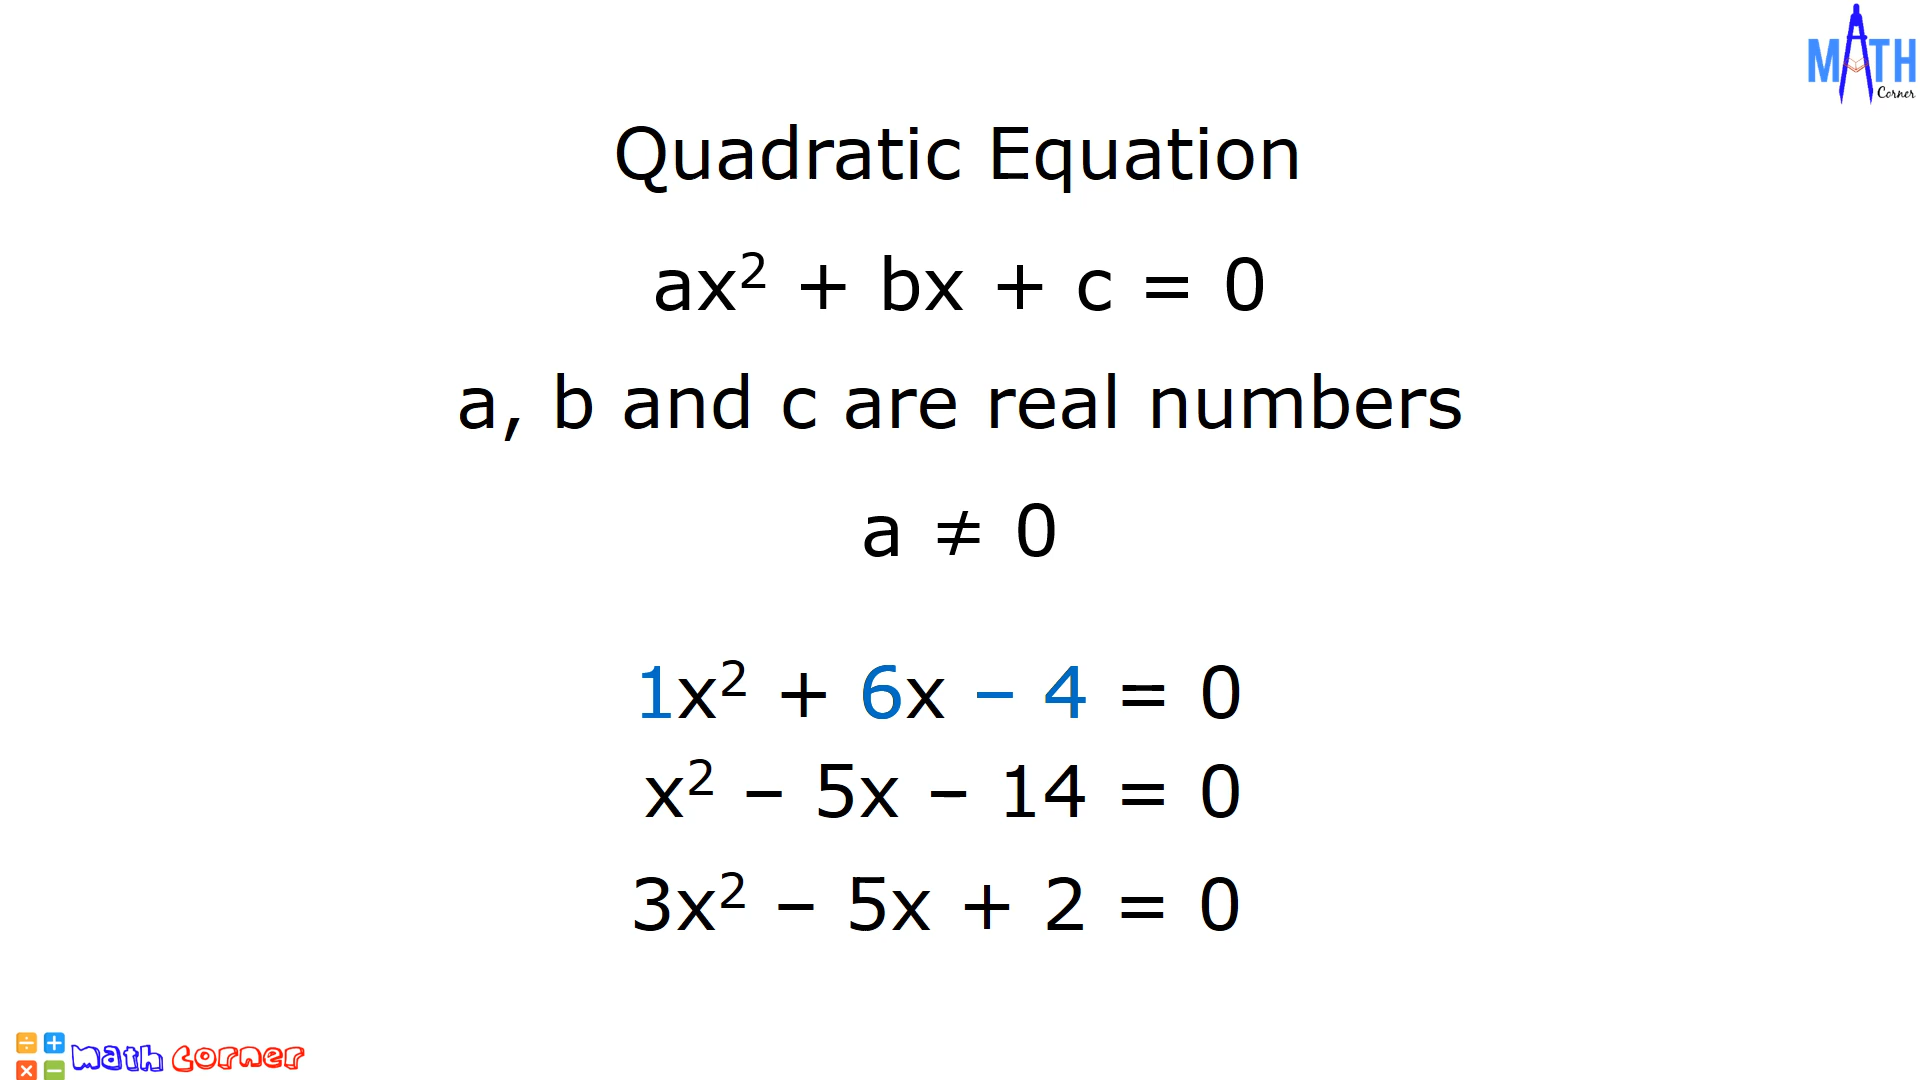 MATH
Corner
Quadratic Equation
ax² + bx + c = 0
a, b and c are real numbers
a ≠ 0
1x² + 6x – 4 = 0
x² – 5x – 14 = 0
3x² – 5x + 2 = 0
÷ +
× −
math corner